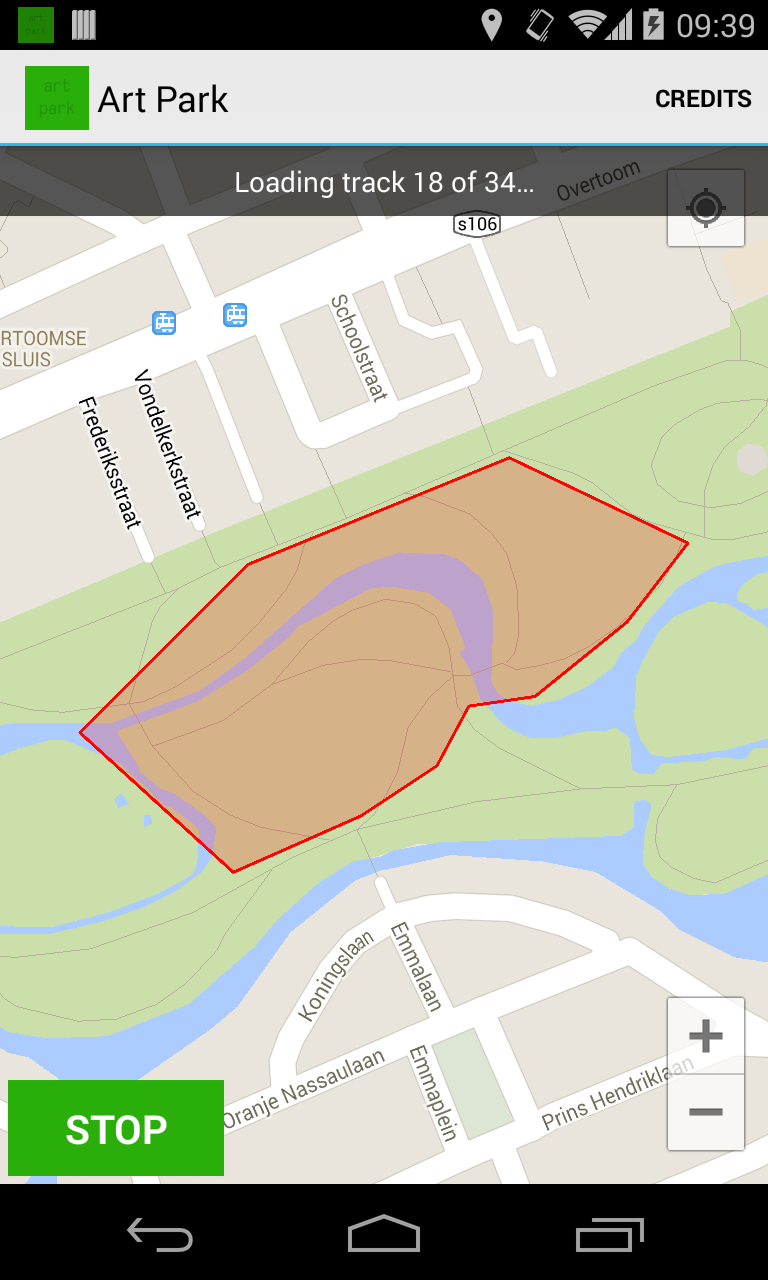 art
park
09:39
art
park
Art Park
CREDITS
Loading track 18 of 34...
Overtoom
s106
Schoolstraat
RTOOMSE
SLUIS
Vondelkerkstraat
Frederiksstraat
Koningslaan
Emmalaan
Oranje Nassaulaan
Emmaplein
Prins Hendriklaan
STOP